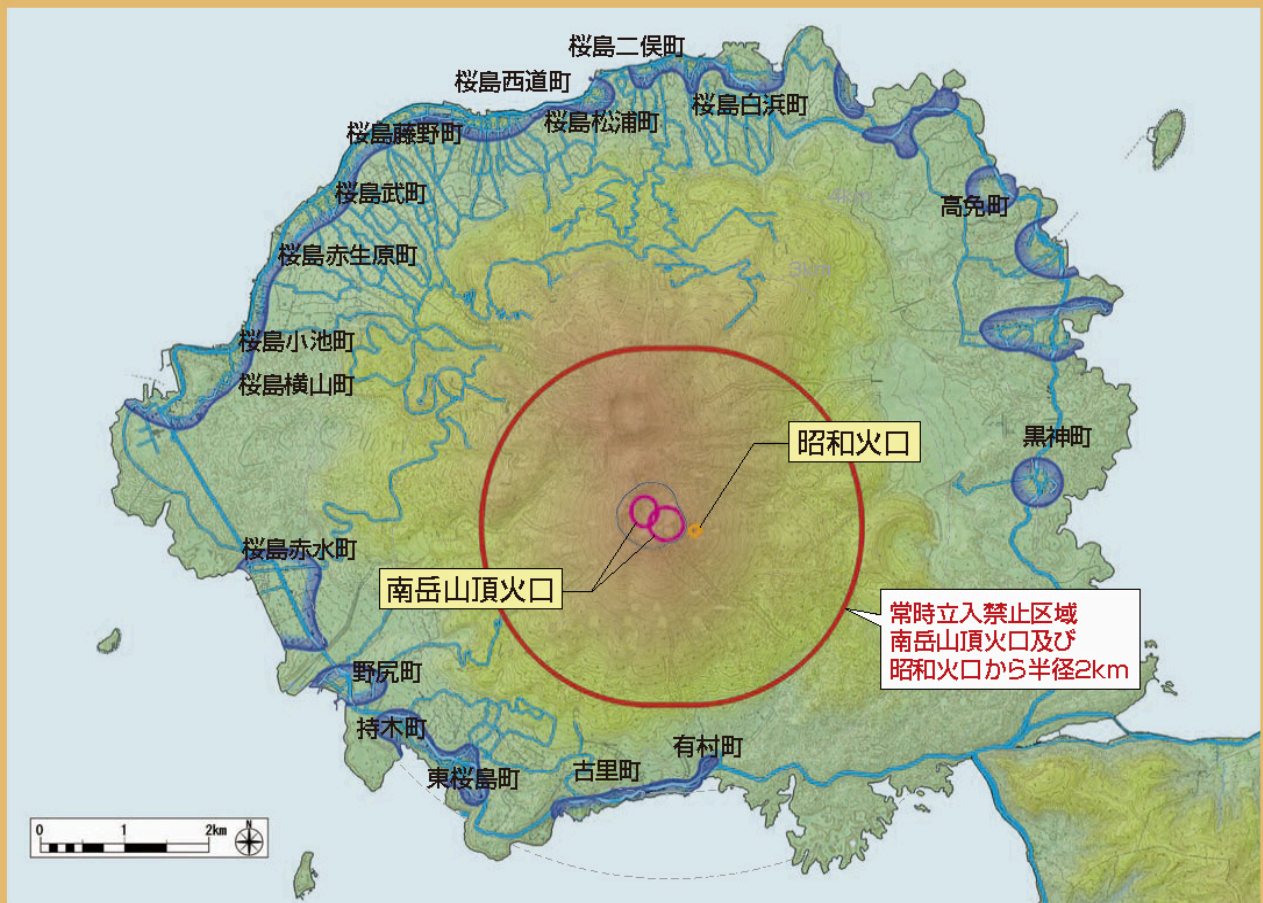 桜島二俣町
桜島西道町
桜島白浜町
桜島松浦町
桜島藤野町
桜島武町
4km
高免町
桜島赤生原町
3km
桜島小池町
桜島横山町
昭和火口
黒神町
桜島赤水町
南岳山頂火口
常時立入禁止区域
南岳山頂火口及び
昭和火口から半径2km
野尻町
持木町
有村町
古里町
東桜島町
0 1 2km N